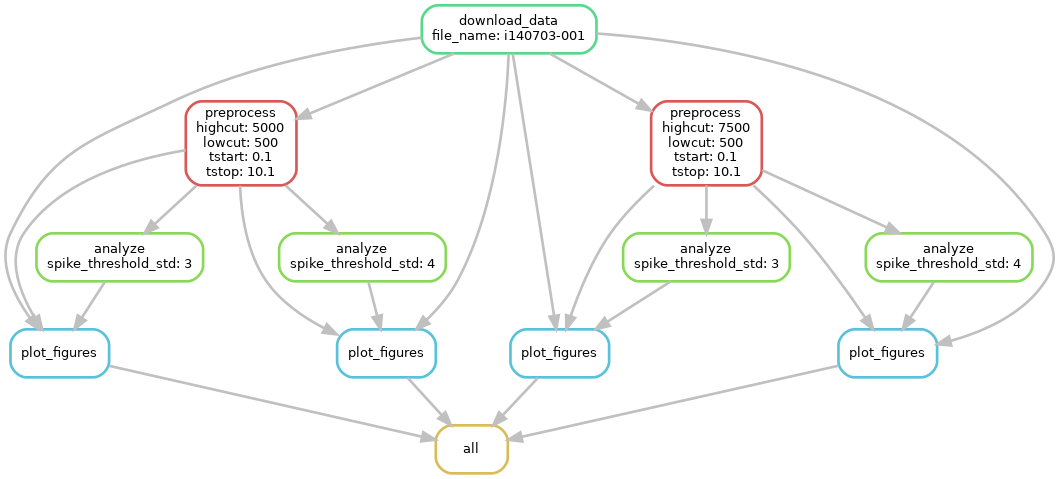 download_data
file_name: i140703-001
preprocess
highcut: 5000
lowcut: 500
tstart: 0.1
tstop: 10.1
preprocess
highcut: 7500
lowcut: 500
tstart: 0.1
tstop: 10.1
analyze
spike_threshold_std: 3
analyze
spike_threshold_std: 4
analyze
spike_threshold_std: 3
analyze
spike_threshold_std: 4
plot_figures
plot_figures
plot_figures
plot_figures
all